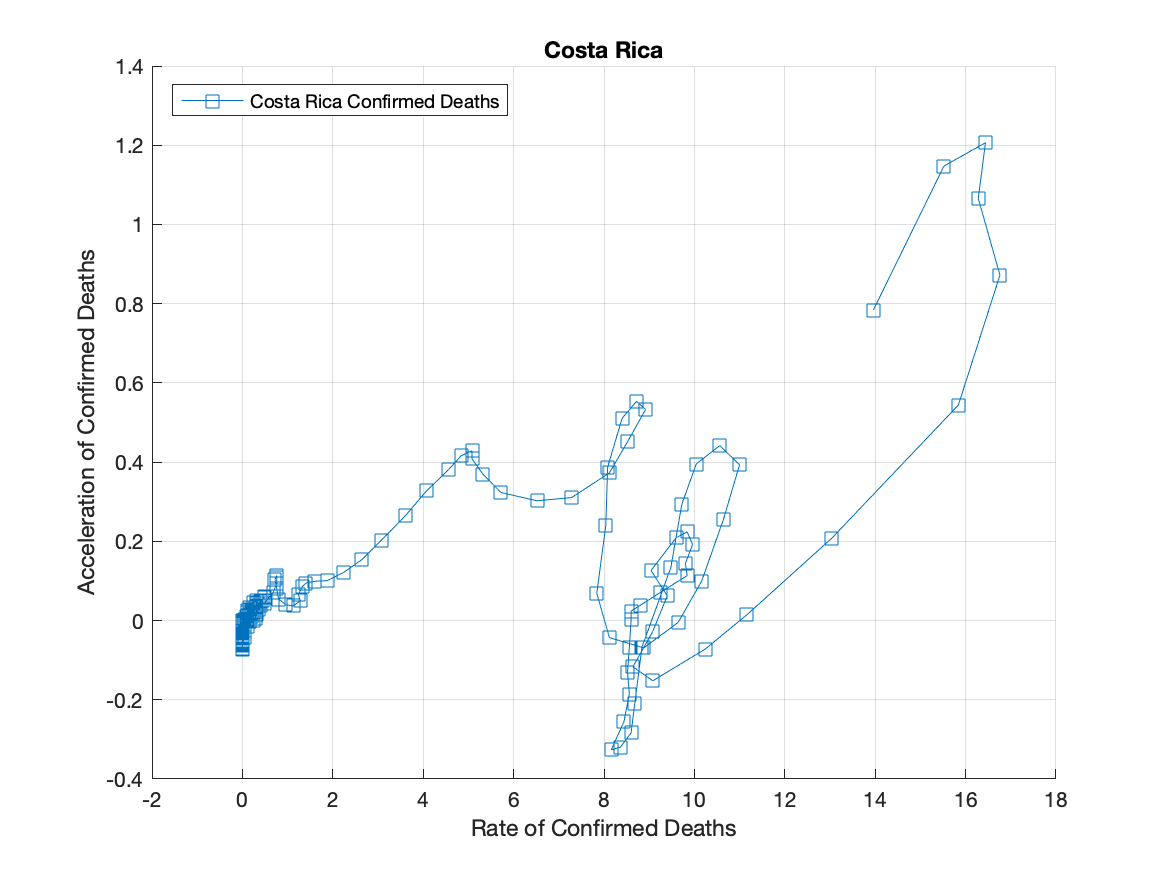 Costa Rica
Costa Rica Confirmed Deaths
Acceleration of Confirmed Deaths
1.4
1.2
1
0.8
0.6
0.4
0.2
0
-0.2
-0.4
-2 0 2 4 6 8 10 12 14 16 18
Rate of Confirmed Deaths